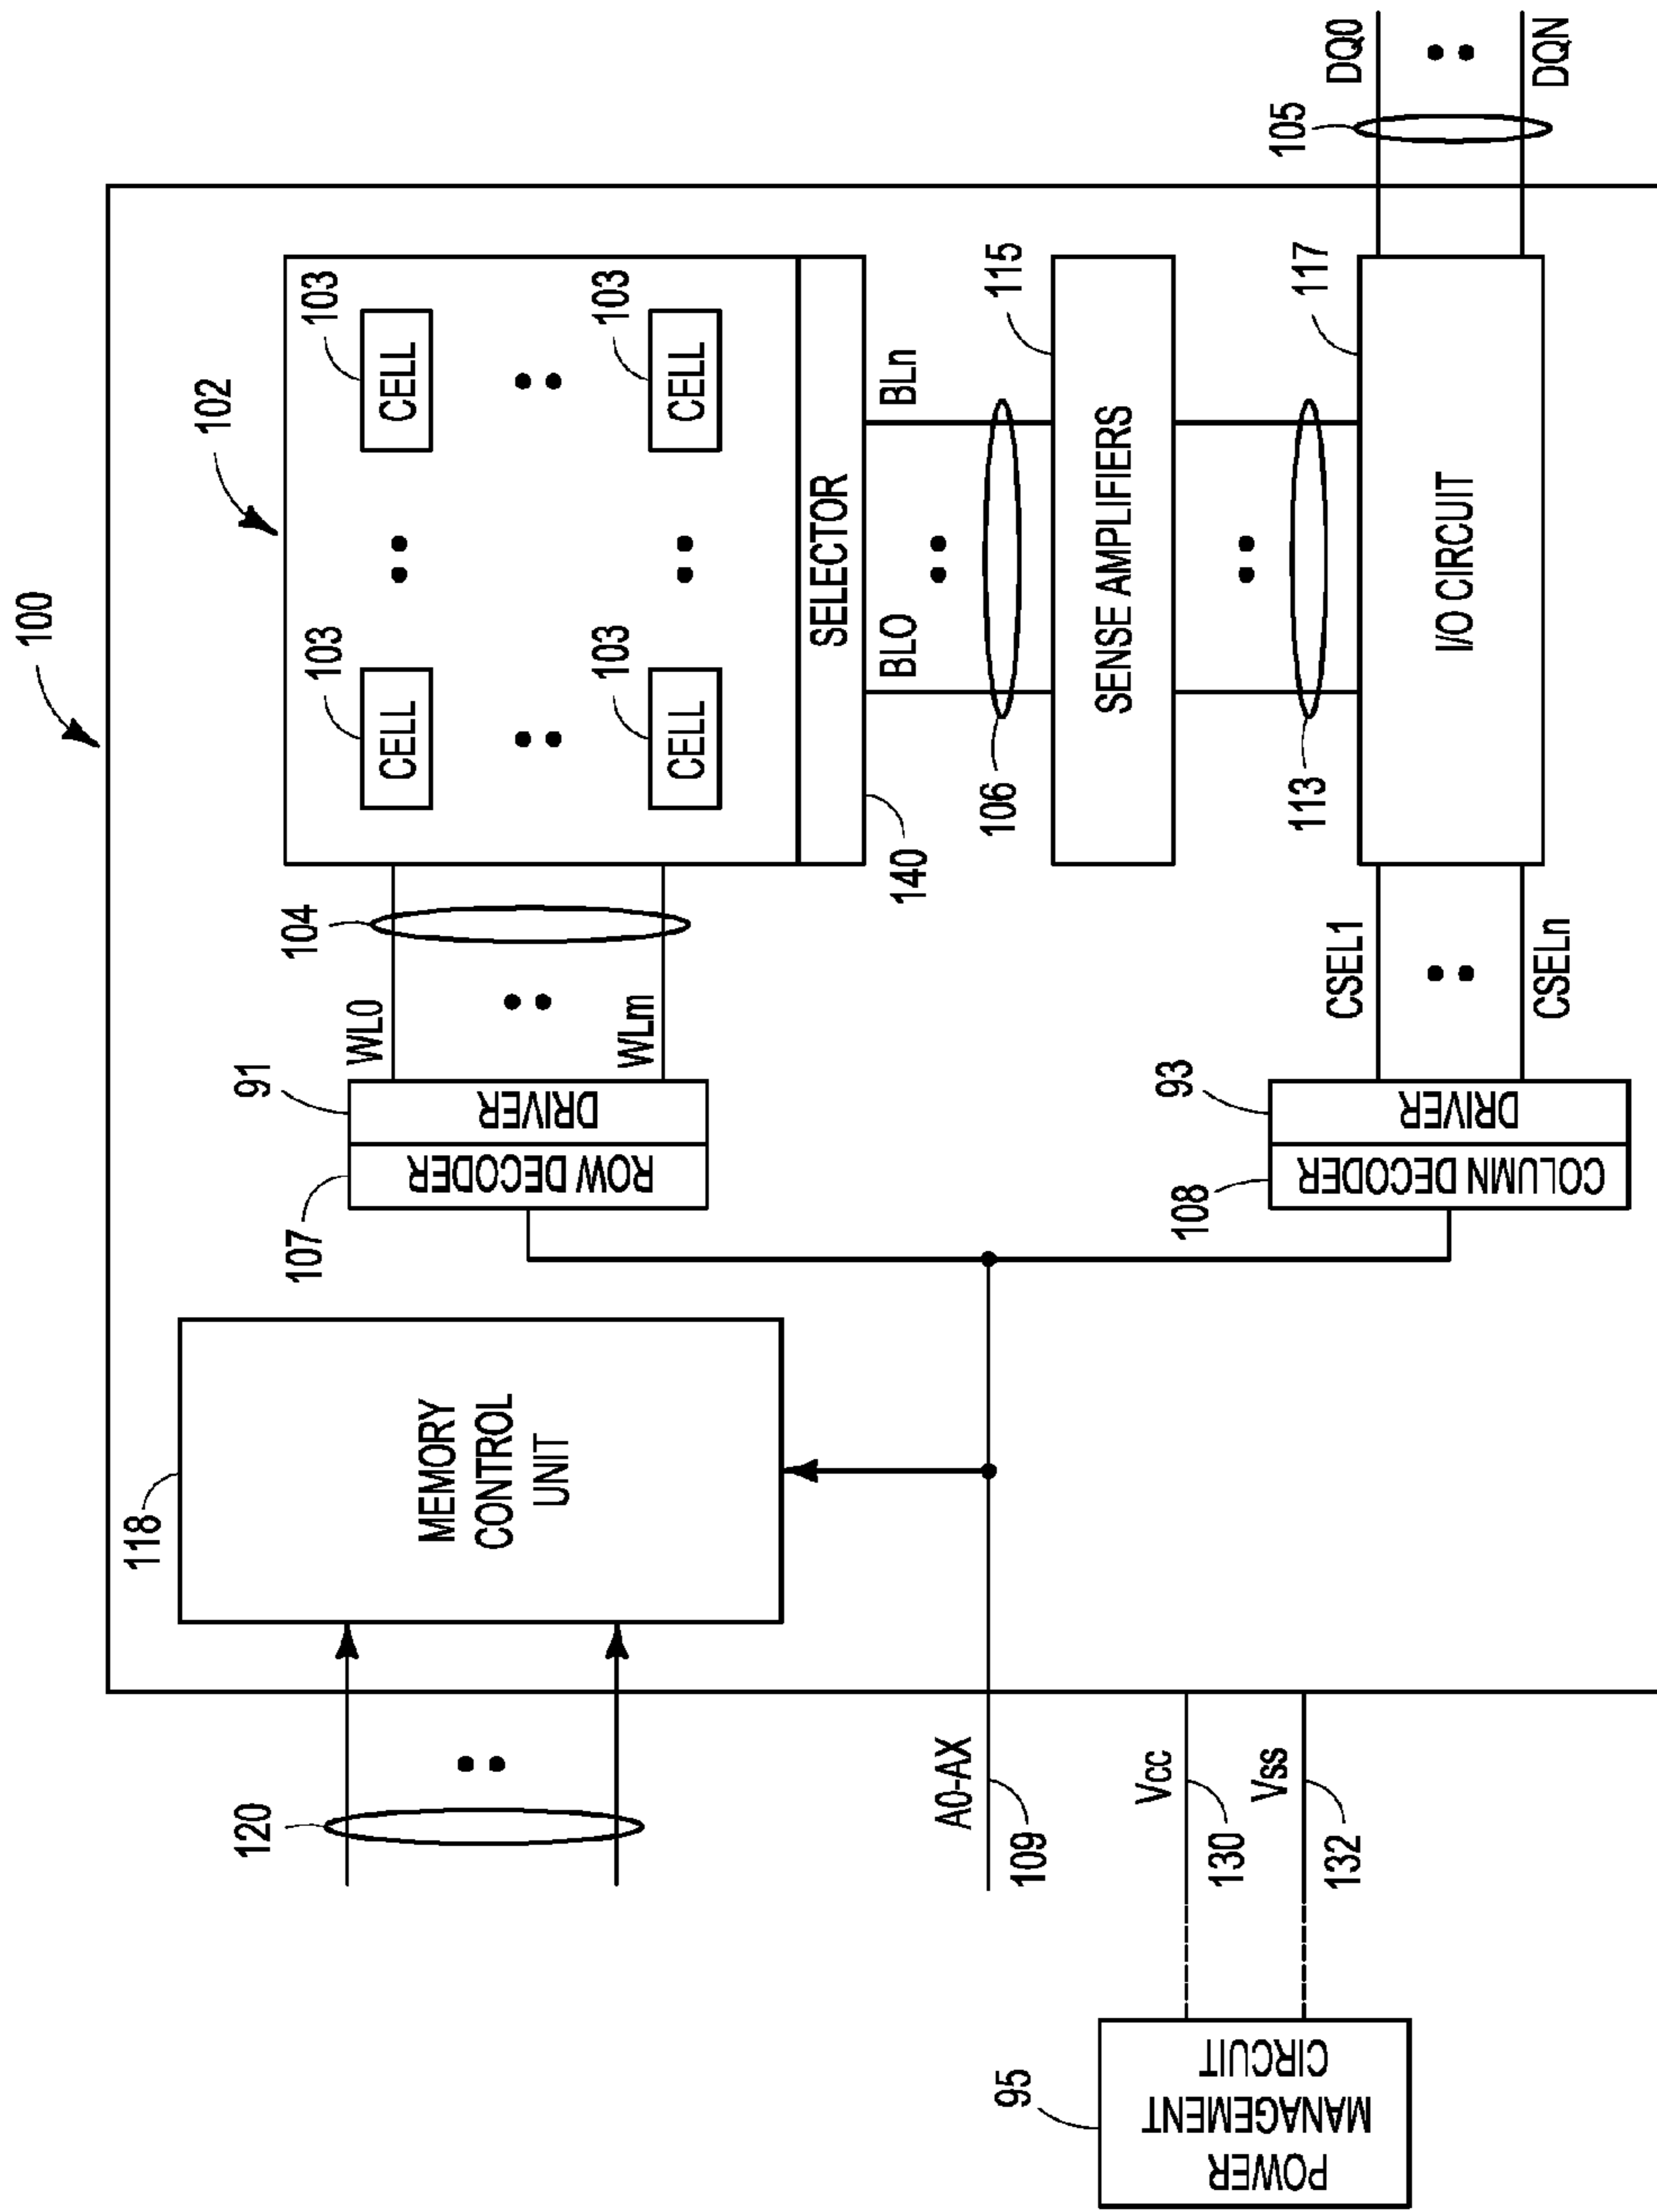 100
102
103
CELL
103
CELL
103
CELL
103
CELL
SELECTOR
140
104
WL0
WLm
91
DRIVER
107
ROW DECODER
118
MEMORY
CONTROL
UNIT
120
BLO
BLn
106
115
SENSE AMPLIFIERS
113
117
I/O CIRCUIT
105
DQ0
DQN
CSEL1
CSELn
93
DRIVER
108
COLUMN DECODER
A0-AX
109
Vcc
130
Vss
132
95
POWER
MANAGEMENT
CIRCUIT